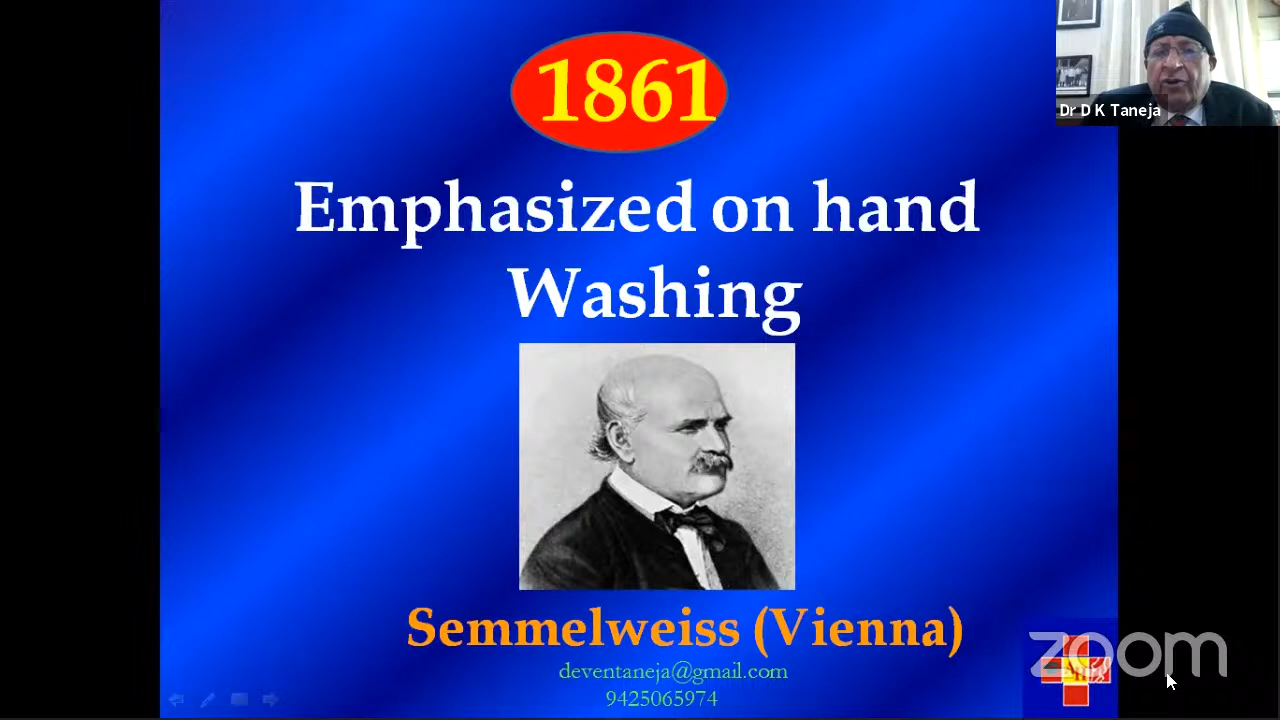 1861
Dr D K Taneja
Emphasized on hand
Washing
Semmelweiss (Vienna)
deventaneja@gmail.com
9425065974
zoom